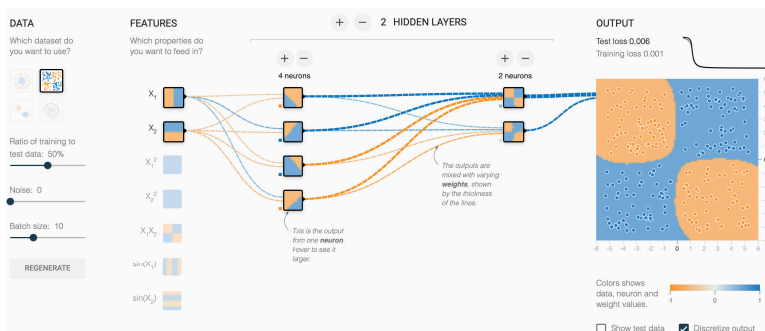 DATA
Which dataset do
you want to use?
Ratio of training to
test data: 50%
Noise: 0
Batch size: 10
REGENERATE
FEATURES
Which properties do
you want to feed in?
X₁
X₂
X₁²
X₂²
X₁X₂
sin(X₁)
sin(X₂)
+ − 2 HIDDEN LAYERS
+ −
4 neurons
+ −
2 neurons
This is the output
from one neuron.
Hover to see it
larger.
The outputs are
mixed with varying
weights, shown
by the thickness
of the lines.
OUTPUT
Test loss 0.006
Training loss 0.001
-6 -5 -4 -3 -2 -1 0 1 2 3 4 5 6
Colors shows
data, neuron and
weight values.
-1 0 1
Show test data
Discretize output